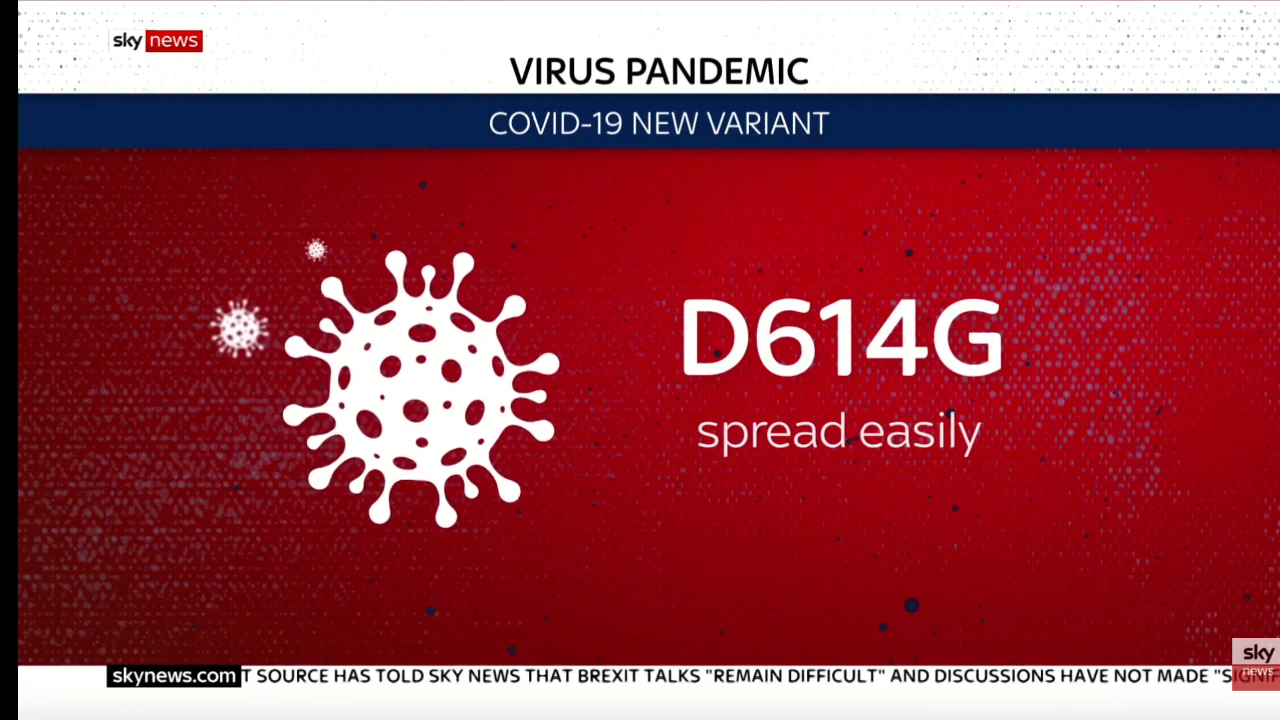 sky news
VIRUS PANDEMIC
COVID-19 NEW VARIANT
D614G
spread easily
skynews.com T SOURCE HAS TOLD SKY NEWS THAT BREXIT TALKS "REMAIN DIFFICULT" AND DISCUSSIONS HAVE NOT MADE
sky
news